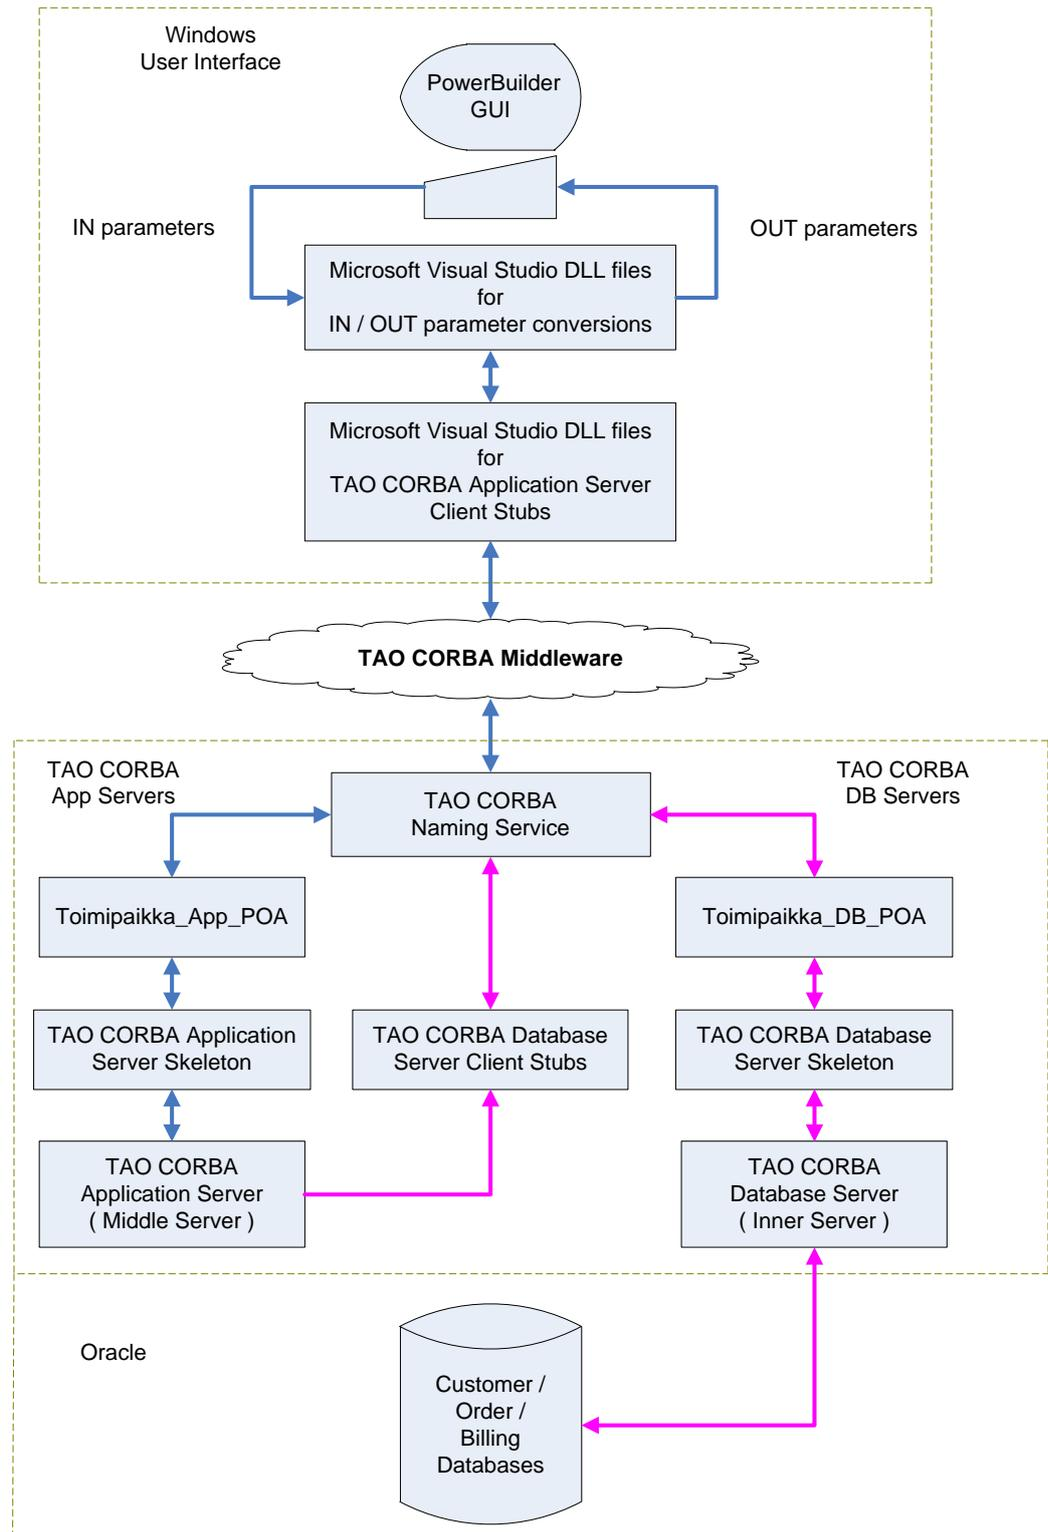 Windows
User Interface
PowerBuilder
GUI
IN parameters
OUT parameters
Microsoft Visual Studio DLL files
for
IN / OUT parameter conversions
Microsoft Visual Studio DLL files
for
TAO CORBA Application Server
Client Stubs
TAO CORBA Middleware
TAO CORBA
App Servers
TAO CORBA
Naming Service
TAO CORBA
DB Servers
Toimipaikka_App_POA
Toimipaikka_DB_POA
TAO CORBA Application
Server Skeleton
TAO CORBA Database
Server Client Stubs
TAO CORBA Database
Server Skeleton
TAO CORBA
Application Server
( Middle Server )
TAO CORBA
Database Server
( Inner Server )
Oracle
Customer /
Order /
Billing
Databases